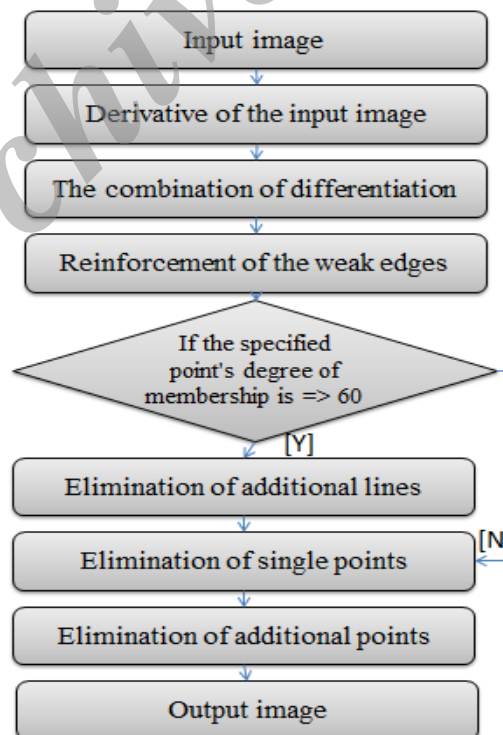 Input image
Derivative of the input image
The combination of differentiation
Reinforcement of the weak edges
If the specified
point's degree of
membership is => 60
[Y]
Elimination of additional lines
[N
Elimination of single points
Elimination of additional points
Output image